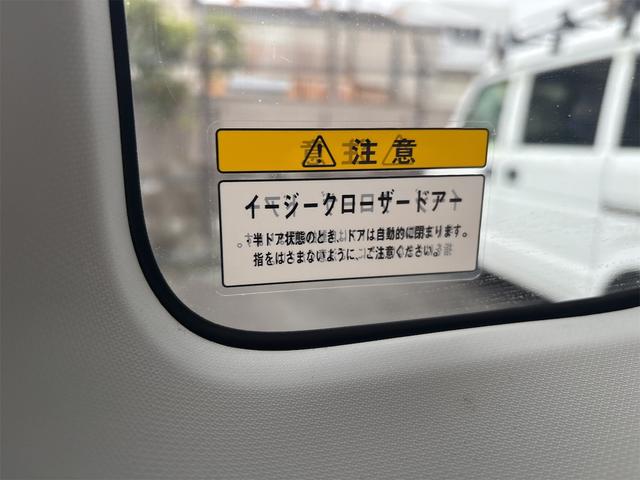 注意
イージークローザードアー
半ドア状態のとき、ドアは自動的に閉まります。
指をはさまないように、ご注意ください。